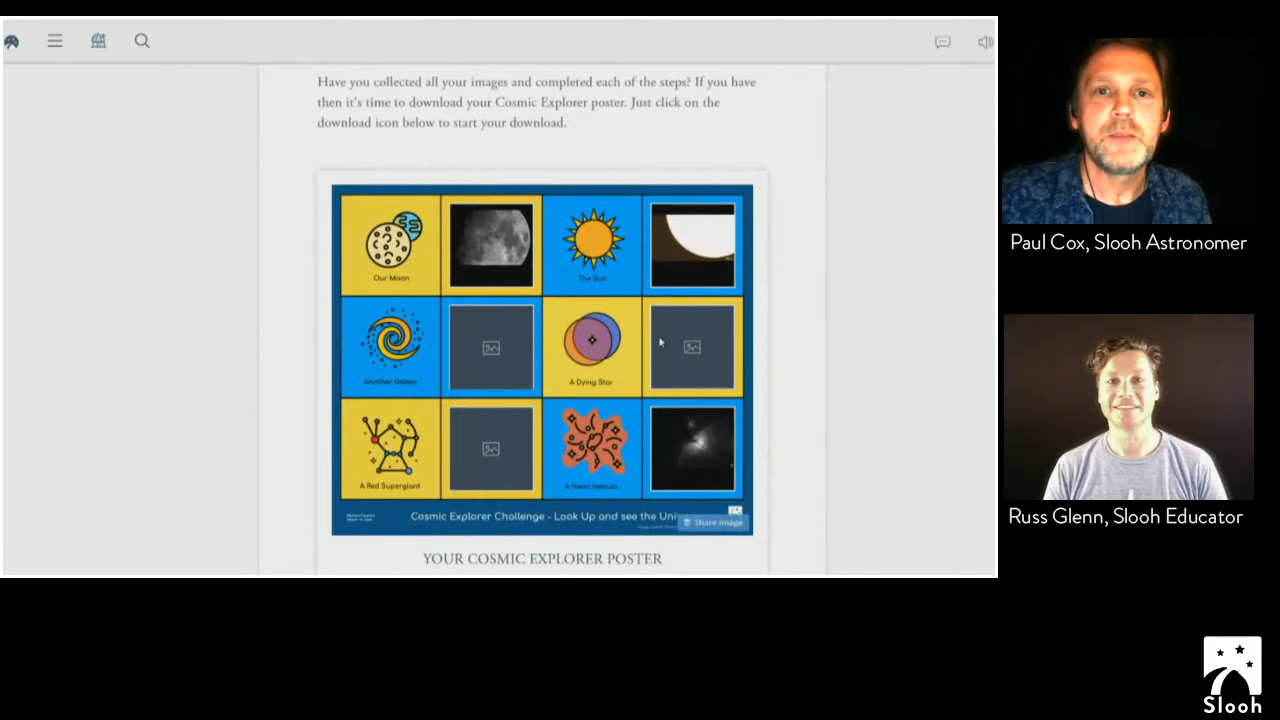 Have you collected all your images and completed each of the steps? If you have
then it's time to download your Cosmic Explorer poster. Just click on the
download icon below to start your download.
Our Moon
The Sun
Another Galaxy
A Dying Star
A Red Supergiant
A Neon Nebula
Cosmic Explorer Challenge - Look Up and see the Uni
Share image
YOUR COSMIC EXPLORER POSTER
Paul Cox, Slooh Astronomer
Russ Glenn, Slooh Educator
Slooh